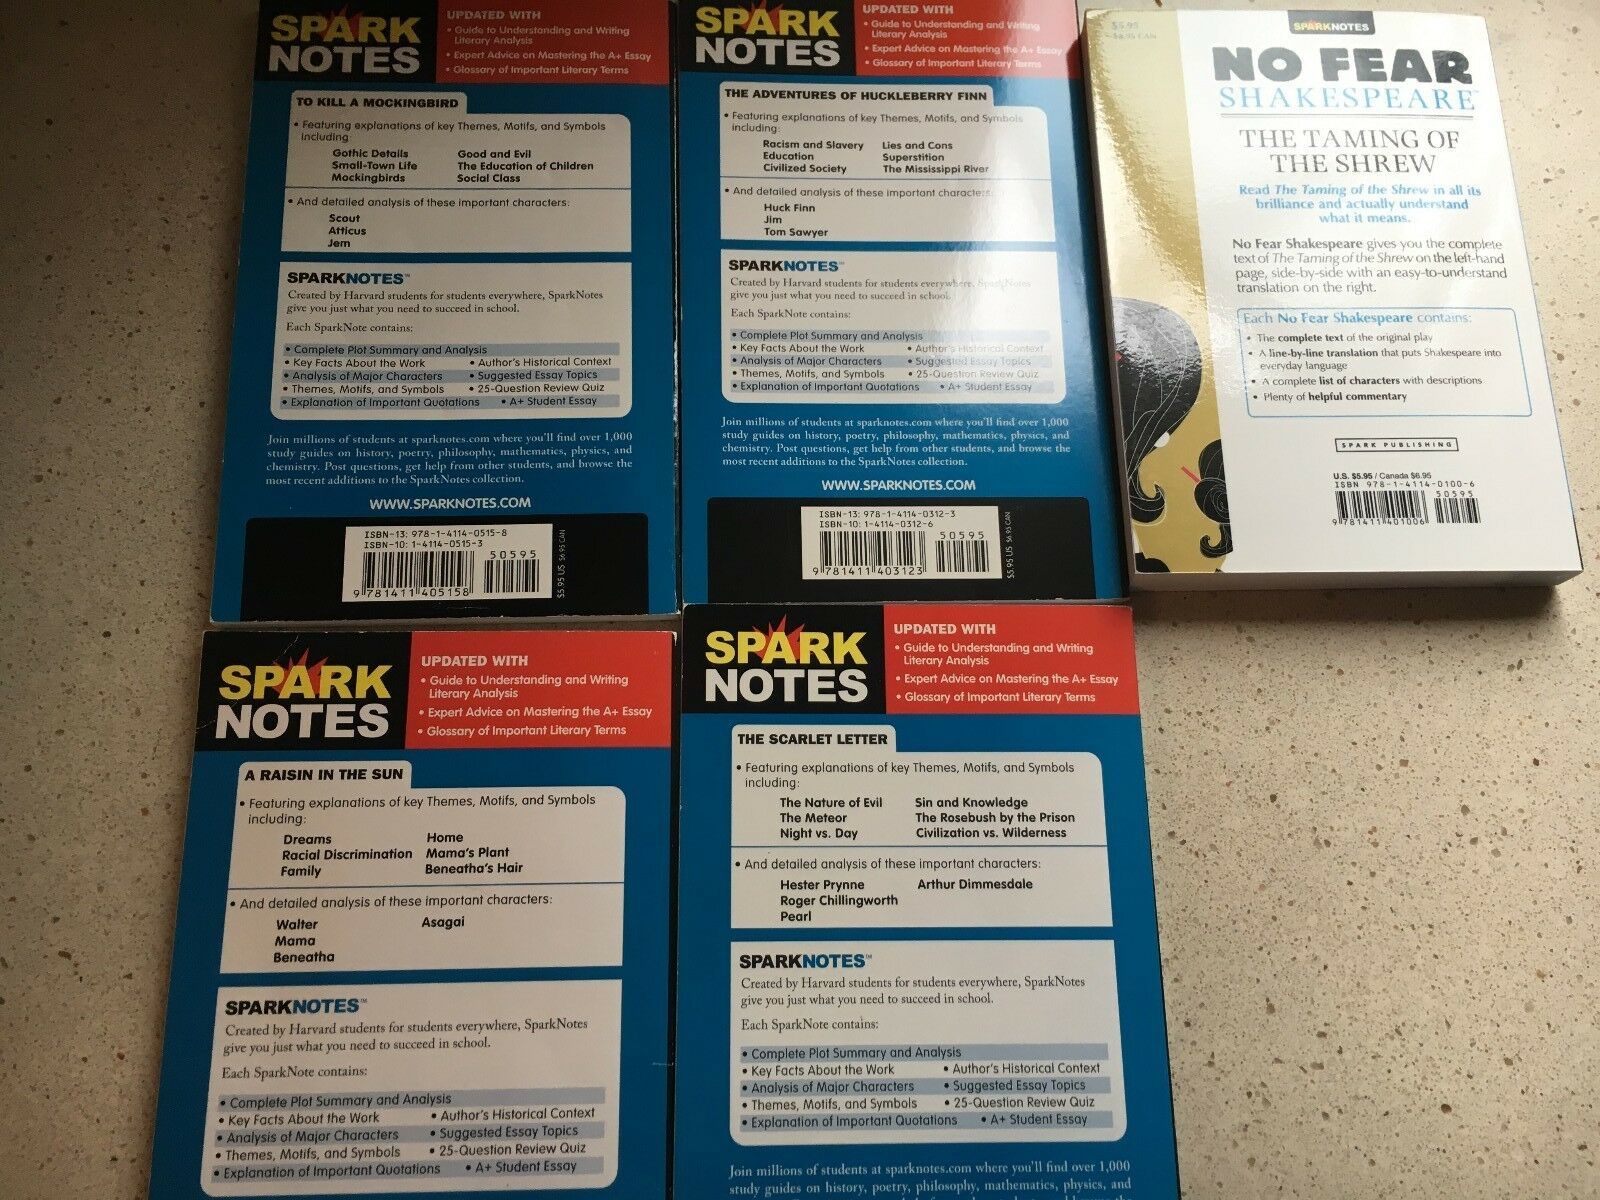 SPARK
NOTES
UPDATED WITH
• Guide to Understanding and Writing
Literary Analysis
• Expert Advice on Mastering the A+ Essay
• Glossary of Important Literary Terms
TO KILL A MOCKINGBIRD
• Featuring explanations of key Themes, Motifs, and Symbols
including:
Gothic Details Good and Evil
Small-Town Life The Education of Children
Mockingbirds Social Class
• And detailed analysis of these important characters:
Scout
Atticus
Jem
SPARKNOTES™
Created by Harvard students for students everywhere, SparkNotes
give you just what you need to succeed in school.
Each SparkNote contains:
• Complete Plot Summary and Analysis
• Key Facts About the Work • Author's Historical Context
• Analysis of Major Characters • Suggested Essay Topics
• Themes, Motifs, and Symbols • 25-Question Review Quiz
• Explanation of Important Quotations • A+ Student Essay
Join millions of students at sparknotes.com where you'll find over 1,000
study guides on history, poetry, philosophy, mathematics, physics, and
chemistry. Post questions, get help from other students, and browse the
most recent additions to the SparkNotes collection.
WWW.SPARKNOTES.COM
ISBN-13: 978-1-4114-0515-8
ISBN-10: 1-4114-0515-3
50595
9 781411 405158
$5.95 US $6.95 CAN
SPARK
NOTES
UPDATED WITH
• Guide to Understanding and Writing
Literary Analysis
• Expert Advice on Mastering the A+ Essay
• Glossary of Important Literary Terms
THE ADVENTURES OF HUCKLEBERRY FINN
• Featuring explanations of key Themes, Motifs, and Symbols
including:
Racism and Slavery Lies and Cons
Education Superstition
Civilized Society The Mississippi River
• And detailed analysis of these important characters:
Huck Finn
Jim
Tom Sawyer
SPARKNOTES™
Created by Harvard students for students everywhere, SparkNotes
give you just what you need to succeed in school.
Each SparkNote contains:
• Complete Plot Summary and Analysis
• Key Facts About the Work • Author's Historical Context
• Analysis of Major Characters • Suggested Essay Topics
• Themes, Motifs, and Symbols • 25-Question Review Quiz
• Explanation of Important Quotations • A+ Student Essay
Join millions of students at sparknotes.com where you'll find over 1,000
study guides on history, poetry, philosophy, mathematics, physics, and
chemistry. Post questions, get help from other students, and browse the
most recent additions to the SparkNotes collection.
WWW.SPARKNOTES.COM
ISBN-13: 978-1-4114-0312-3
ISBN-10: 1-4114-0312-6
50595
9 781411 403123
$5.95 US $6.95 CAN
$5.95
$6.95 CAN
SPARKNOTES
NO FEAR
SHAKESPEARE™
THE TAMING OF
THE SHREW
Read The Taming of the Shrew in all its
brilliance and actually understand
what it means.
No Fear Shakespeare gives you the complete
text of The Taming of the Shrew on the left-hand
page, side-by-side with an easy-to-understand
translation on the right.
Each No Fear Shakespeare contains:
• The complete text of the original play
• A line-by-line translation that puts Shakespeare into
everyday language
• A complete list of characters with descriptions
• Plenty of helpful commentary
SPARK PUBLISHING
U.S. $5.95 / Canada $6.95
ISBN 978-1-4114-0100-6
50595
9 781411 401006
SPARK
NOTES
UPDATED WITH
• Guide to Understanding and Writing
Literary Analysis
• Expert Advice on Mastering the A+ Essay
• Glossary of Important Literary Terms
A RAISIN IN THE SUN
• Featuring explanations of key Themes, Motifs, and Symbols
including:
Dreams Home
Racial Discrimination Mama's Plant
Family Beneatha's Hair
• And detailed analysis of these important characters:
Walter Asagai
Mama
Beneatha
SPARKNOTES™
Created by Harvard students for students everywhere, SparkNotes
give you just what you need to succeed in school.
Each SparkNote contains:
• Complete Plot Summary and Analysis
• Key Facts About the Work • Author's Historical Context
• Analysis of Major Characters • Suggested Essay Topics
• Themes, Motifs, and Symbols • 25-Question Review Quiz
• Explanation of Important Quotations • A+ Student Essay
SPARK
NOTES
UPDATED WITH
• Guide to Understanding and Writing
Literary Analysis
• Expert Advice on Mastering the A+ Essay
• Glossary of Important Literary Terms
THE SCARLET LETTER
• Featuring explanations of key Themes, Motifs, and Symbols
including:
The Nature of Evil Sin and Knowledge
The Meteor The Rosebush by the Prison
Night vs. Day Civilization vs. Wilderness
• And detailed analysis of these important characters:
Hester Prynne Arthur Dimmesdale
Roger Chillingworth
Pearl
SPARKNOTES™
Created by Harvard students for students everywhere, SparkNotes
give you just what you need to succeed in school.
Each SparkNote contains:
• Complete Plot Summary and Analysis
• Key Facts About the Work • Author's Historical Context
• Analysis of Major Characters • Suggested Essay Topics
• Themes, Motifs, and Symbols • 25-Question Review Quiz
• Explanation of Important Quotations • A+ Student Essay
Join millions of students at sparknotes.com where you'll find over 1,000
study guides on history, poetry, philosophy, mathematics, physics, and